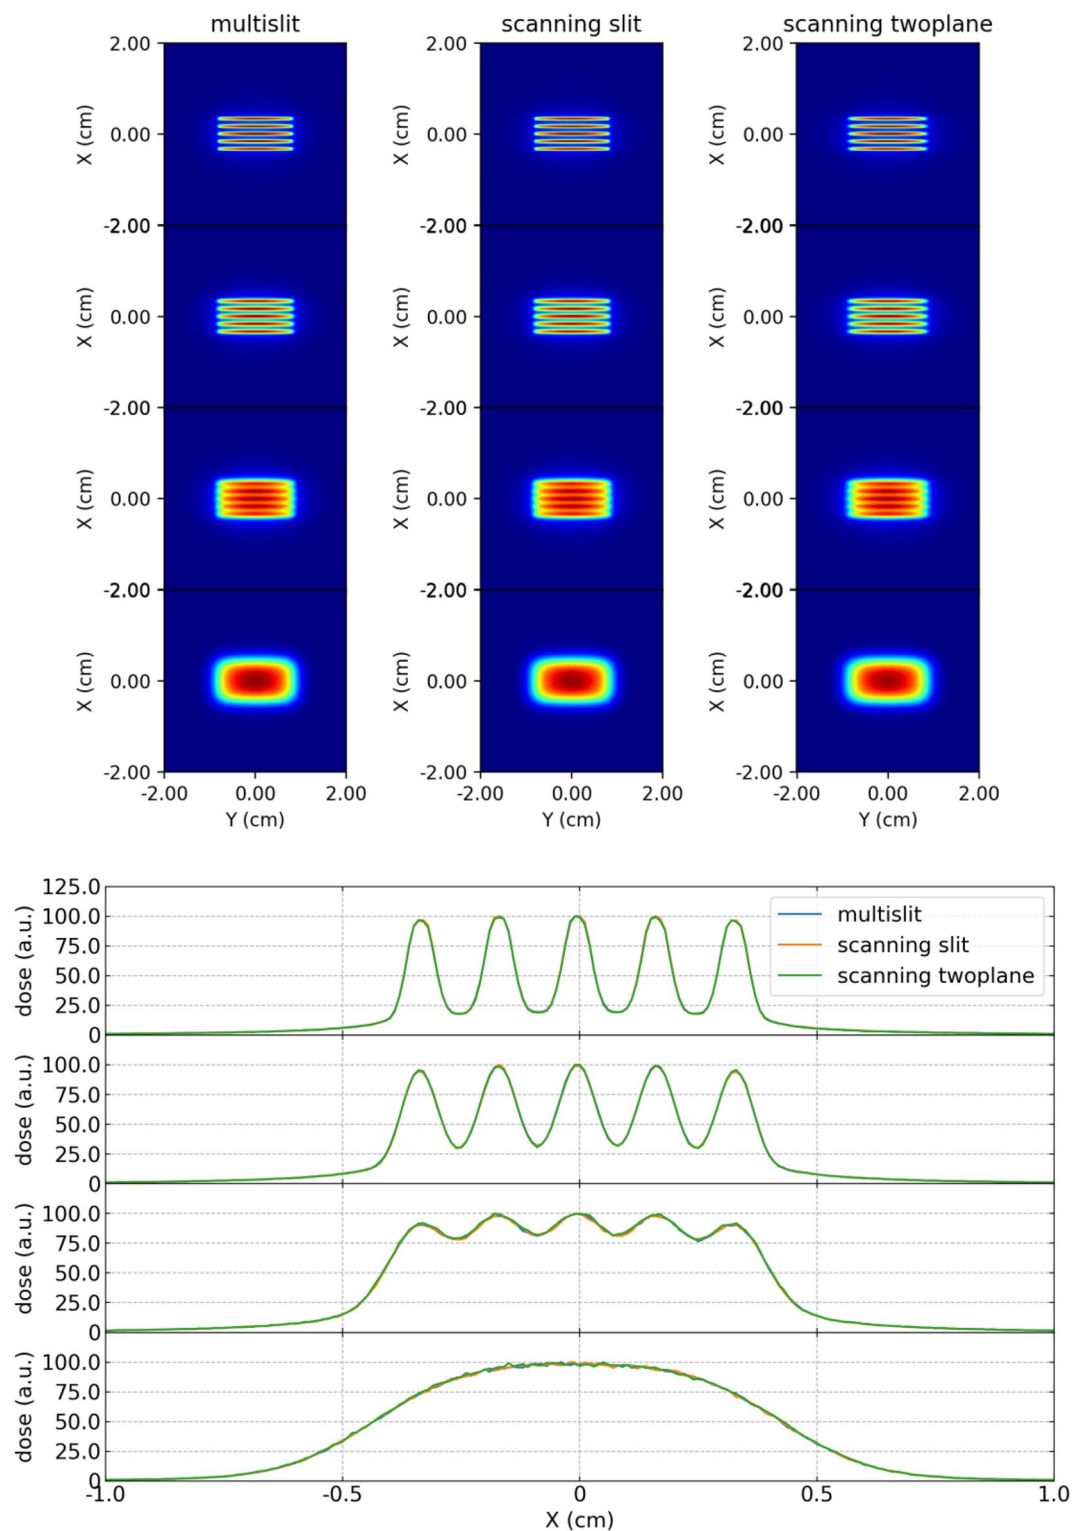 multislit scanning slit scanning twoplane
2.00 2.00 2.00
X (cm) X (cm) X (cm)
0.00 0.00 0.00
-2.00 -2.00 -2.00
X (cm) X (cm) X (cm)
0.00 0.00 0.00
-2.00 -2.00 -2.00
X (cm) X (cm) X (cm)
0.00 0.00 0.00
-2.00 -2.00 -2.00
X (cm) X (cm) X (cm)
0.00 0.00 0.00
-2.00 -2.00 -2.00
-2.00 0.00 2.00 -2.00 0.00 2.00 -2.00 0.00 2.00
Y (cm) Y (cm) Y (cm)
125.0
100.0
75.0
50.0
25.0
0
dose (a.u.)
multislit
scanning slit
scanning twoplane
100.0
75.0
50.0
25.0
0
dose (a.u.)
100.0
75.0
50.0
25.0
0
dose (a.u.)
100.0
75.0
50.0
25.0
0
dose (a.u.)
-1.0 -0.5 0 0.5 1.0
X (cm)